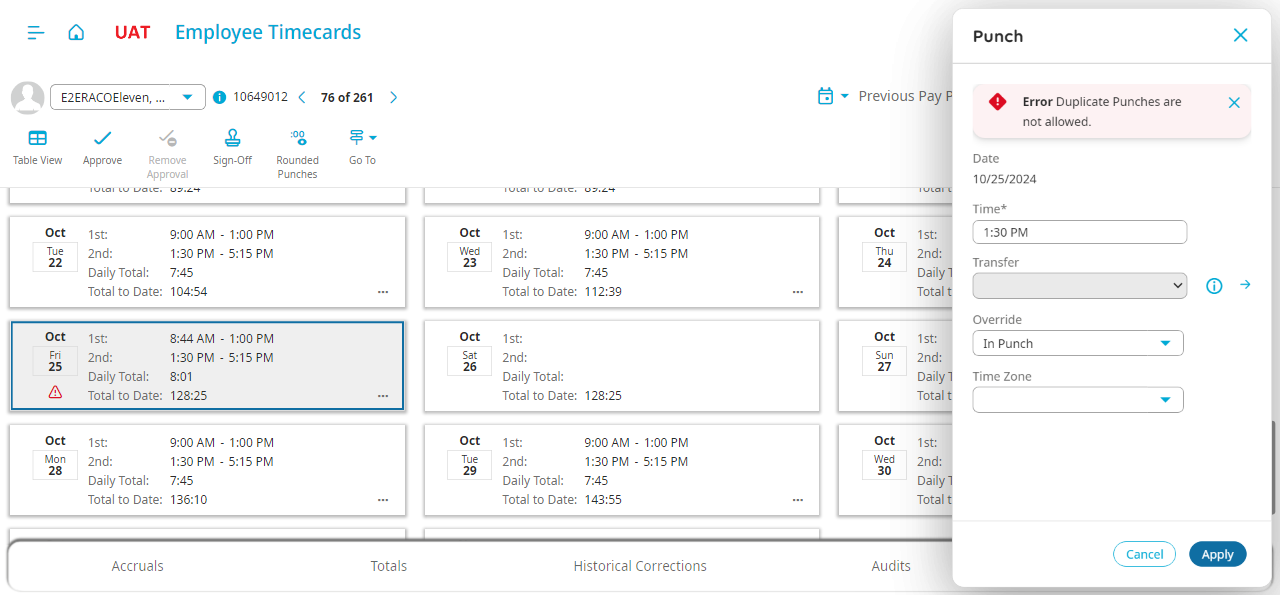 UAT Employee Timecards
E2ERACOEleven, ... 10649012 76 of 261
Previous Pay P
Table View
Approve
Remove
Approval
Sign-Off
:00
Rounded
Punches
Go To
Total to Date: 89:24
Total to Date: 89:24
Total t
Oct
Tue
22
1st: 9:00 AM - 1:00 PM
2nd: 1:30 PM - 5:15 PM
Daily Total: 7:45
Total to Date: 104:54
...
Oct
Wed
23
1st: 9:00 AM - 1:00 PM
2nd: 1:30 PM - 5:15 PM
Daily Total: 7:45
Total to Date: 112:39
...
Oct
Thu
24
1st:
2nd:
Daily T
Total t
Oct
Fri
25
1st: 8:44 AM - 1:00 PM
2nd: 1:30 PM - 5:15 PM
Daily Total: 8:01
Total to Date: 128:25
...
Oct
Sat
26
1st:
2nd:
Daily Total:
Total to Date: 128:25
Oct
Sun
27
1st:
2nd:
Daily T
Total t
Oct
Mon
28
1st: 9:00 AM - 1:00 PM
2nd: 1:30 PM - 5:15 PM
Daily Total: 7:45
Total to Date: 136:10
...
Oct
Tue
29
1st: 9:00 AM - 1:00 PM
2nd: 1:30 PM - 5:15 PM
Daily Total: 7:45
Total to Date: 143:55
...
Oct
Wed
30
1st:
2nd:
Daily T
Total t
Accruals Totals Historical Corrections Audits
Punch
Error Duplicate Punches are
not allowed.
Date
10/25/2024
Time*
1:30 PM
Transfer
Override
In Punch
Time Zone
Cancel Apply